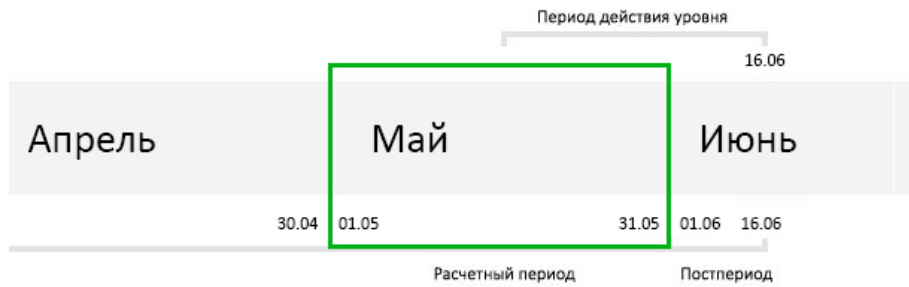 Период действия уровня
16.06
Апрель Май Июнь
30.04 01.05 31.05 01.06 16.06
Расчетный период Постпериод